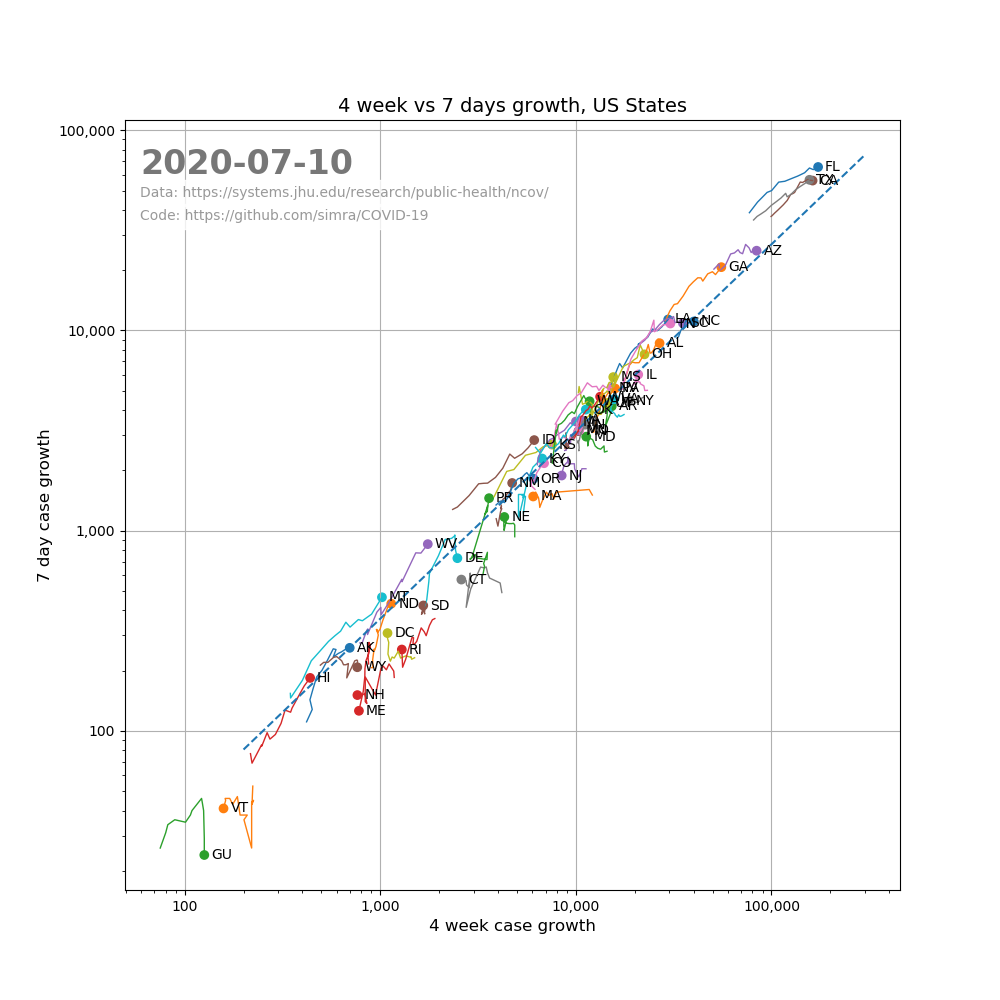 4 week vs 7 days growth, US States
2020-07-10
Data: https://systems.jhu.edu/research/public-health/ncov/
Code: https://github.com/simra/COVID-19
100,000
10,000
1,000
100
7 day case growth
FL
CA
AZ
GA
LA
NC
AL
OH
IL
MS
NY
AR
OK
MD
ID
KS
KY
CO
NJ
OR
NM
MA
PR
NE
WV
DE
CT
MT
ND
SD
DC
RI
AK
WY
HI
NH
ME
VT
GU
100
1,000
10,000
100,000
4 week case growth